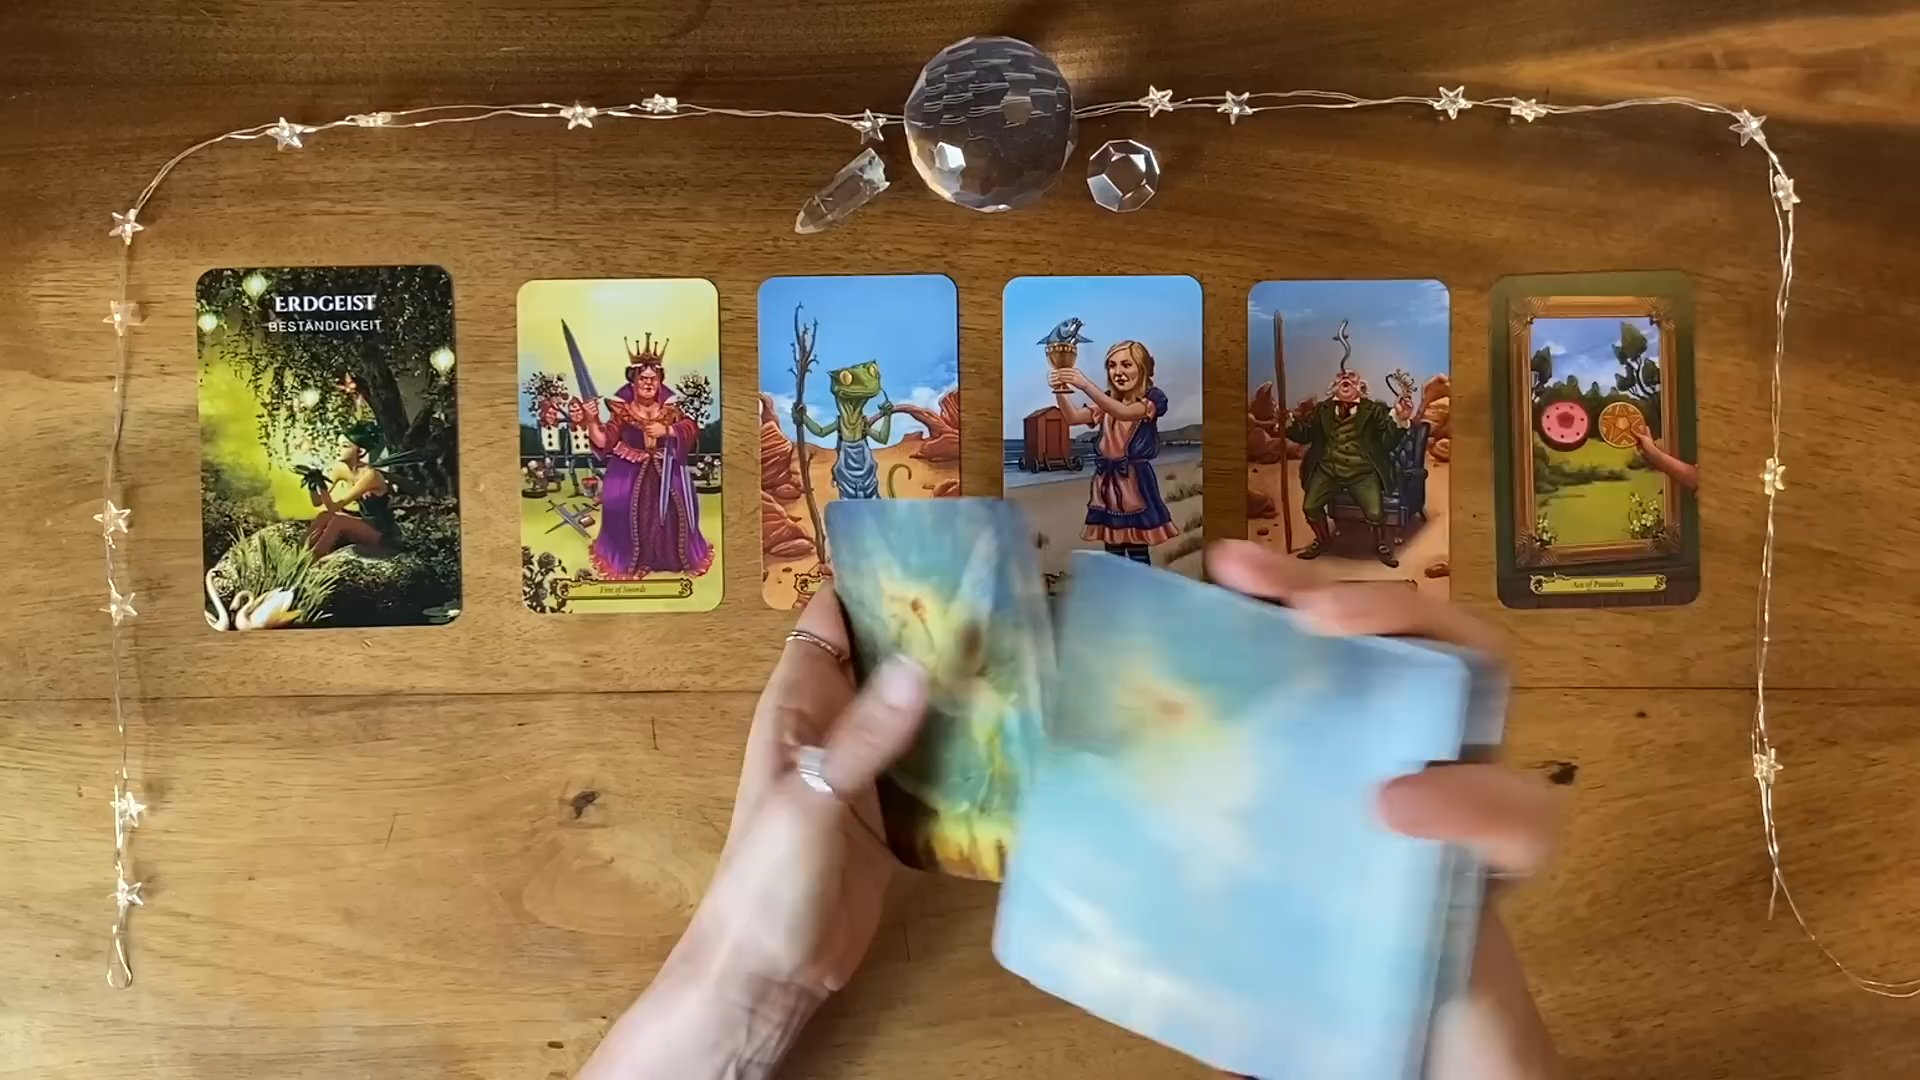 ERDGEIST
BESTÄNDIGKEIT
Five of Swords
Ace of Pentacles